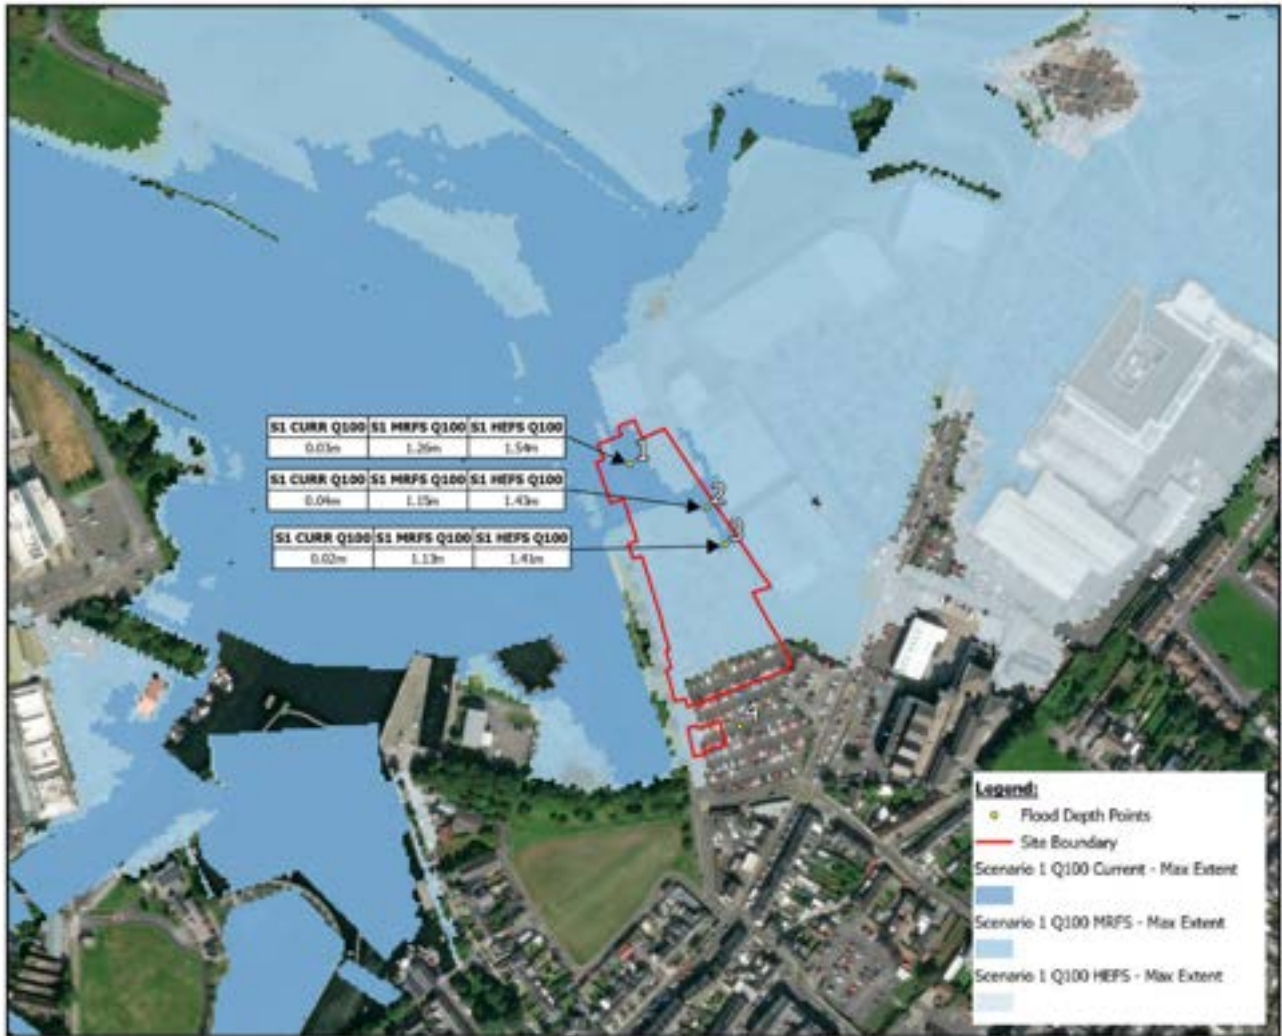 S1 CURR Q100 S1 MRFS Q100 S1 HEFS Q100
0.03m 1.26m 1.54m
1
S1 CURR Q100 S1 MRFS Q100 S1 HEFS Q100
0.04m 1.15m 1.43m
2
S1 CURR Q100 S1 MRFS Q100 S1 HEFS Q100
0.02m 1.13m 1.41m
3
Legend:
Flood Depth Points
Site Boundary
Scenario 1 Q100 Current - Max Extent
Scenario 1 Q100 MRFS - Max Extent
Scenario 1 Q100 HEFS - Max Extent